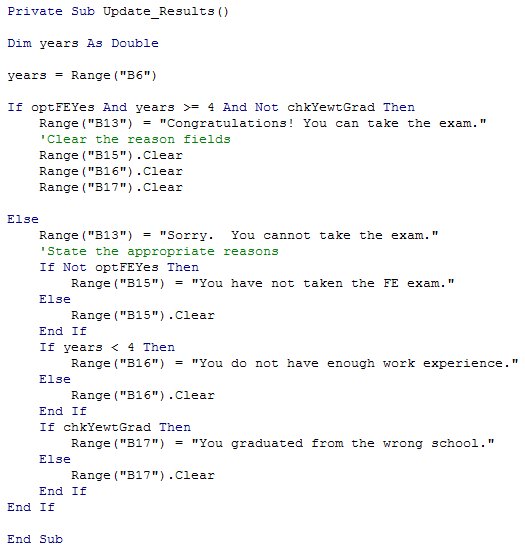 Private Sub Update_Results()
Dim years As Double
years = Range("B6")
If optFEYes And years >= 4 And Not chkYewtGrad Then
Range("B13") = "Congratulations! You can take the exam."
'Clear the reason fields
Range("B15").Clear
Range("B16").Clear
Range("B17").Clear
Else
Range("B13") = "Sorry.  You cannot take the exam."
'State the appropriate reasons
If Not optFEYes Then
Range("B15") = "You have not taken the FE exam."
Else
Range("B15").Clear
End If
If years < 4 Then
Range("B16") = "You do not have enough work experience."
Else
Range("B16").Clear
End If
If chkYewtGrad Then
Range("B17") = "You graduated from the wrong school."
Else
Range("B17").Clear
End If
End If
End Sub